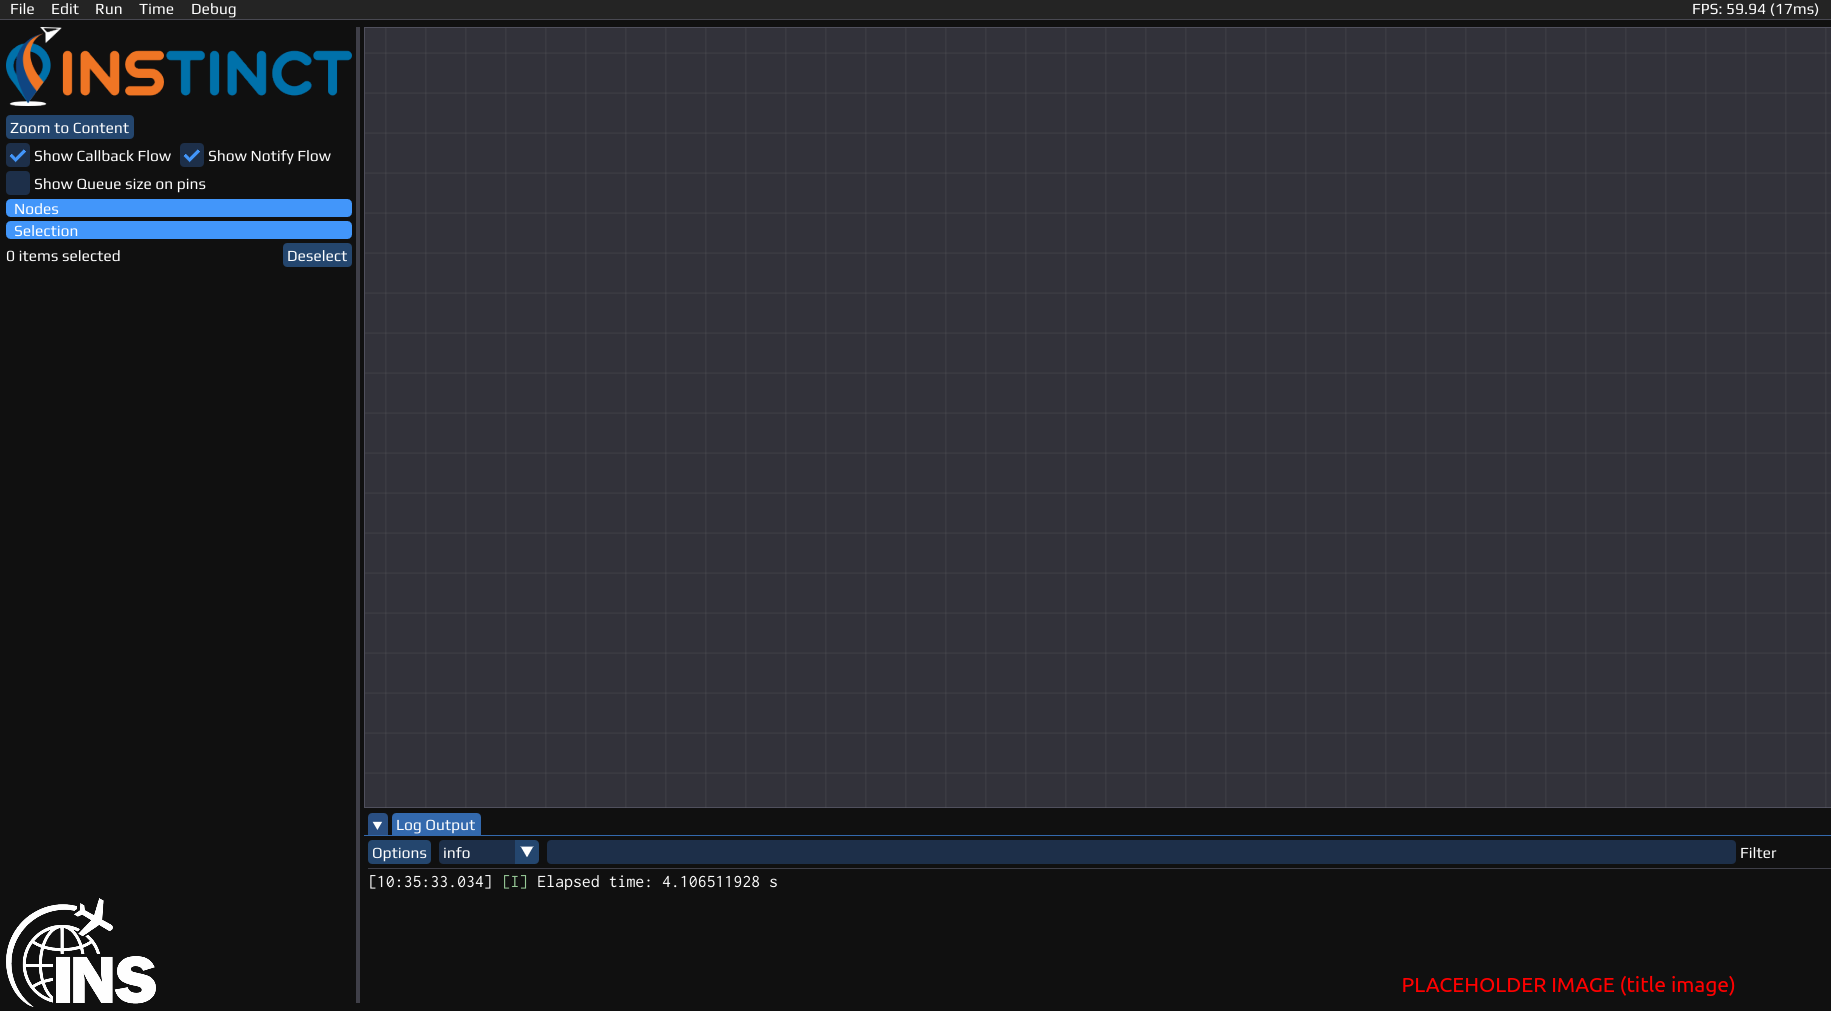 File Edit Run Time Debug FPS: 59.94 (17ms)
INSTINCT
Zoom to Content
Show Callback Flow Show Notify Flow
Show Queue size on pins
Nodes
Selection
0 items selected Deselect
Log Output
Options info Filter
[10:35:33.034] [I] Elapsed time: 4.106511928 s
INS
PLACEHOLDER IMAGE (title image)